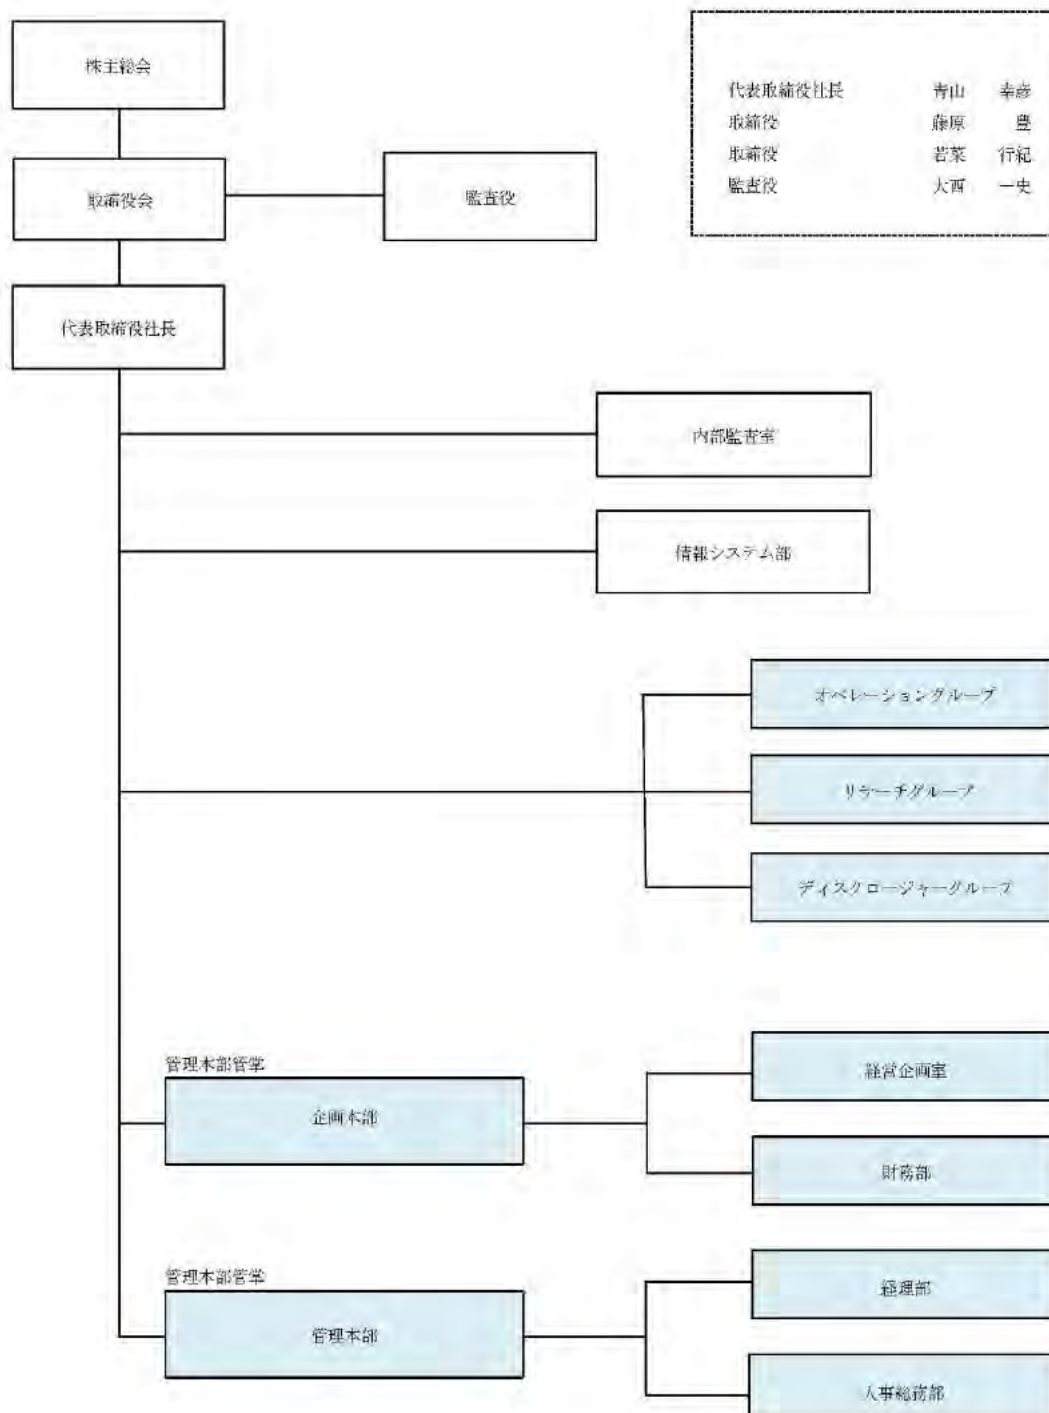 株主総会
代表取締役社長 青山 幸彦
取締役 藤原 豊
取締役 若菜 行紀
監査役 大西 一史
取締役会
監査役
代表取締役社長
内部監査室
情報システム部
オペレーショングループ
リサーチグループ
ディスクロージャーグループ
管理本部管掌
企画本部
経営企画室
財務部
管理本部管掌
管理本部
経理部
人事総務部